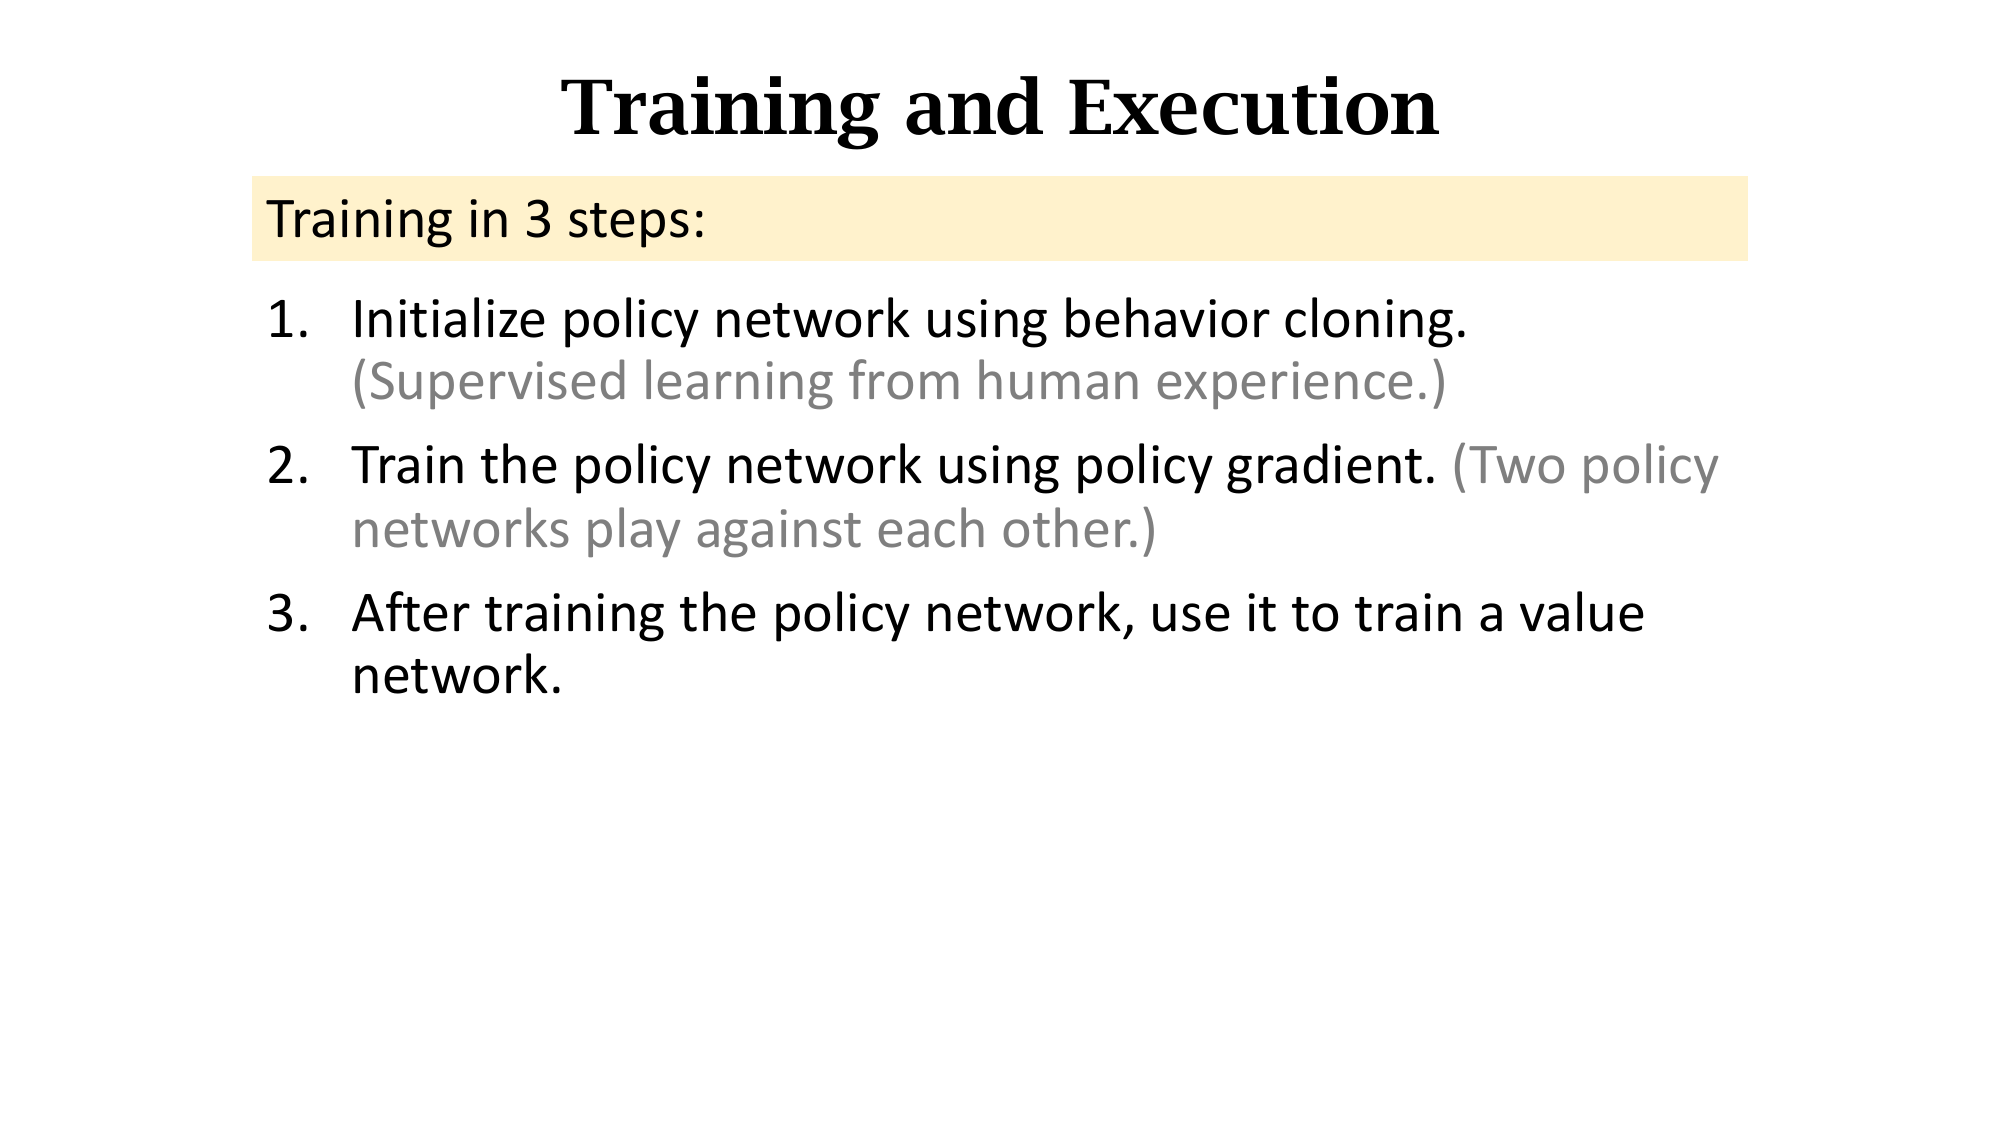 Training and Execution
Training in 3 steps:
1. Initialize policy network using behavior cloning.
(Supervised learning from human experience.)
2. Train the policy network using policy gradient. (Two policy
networks play against each other.)
3. After training the policy network, use it to train a value
network.